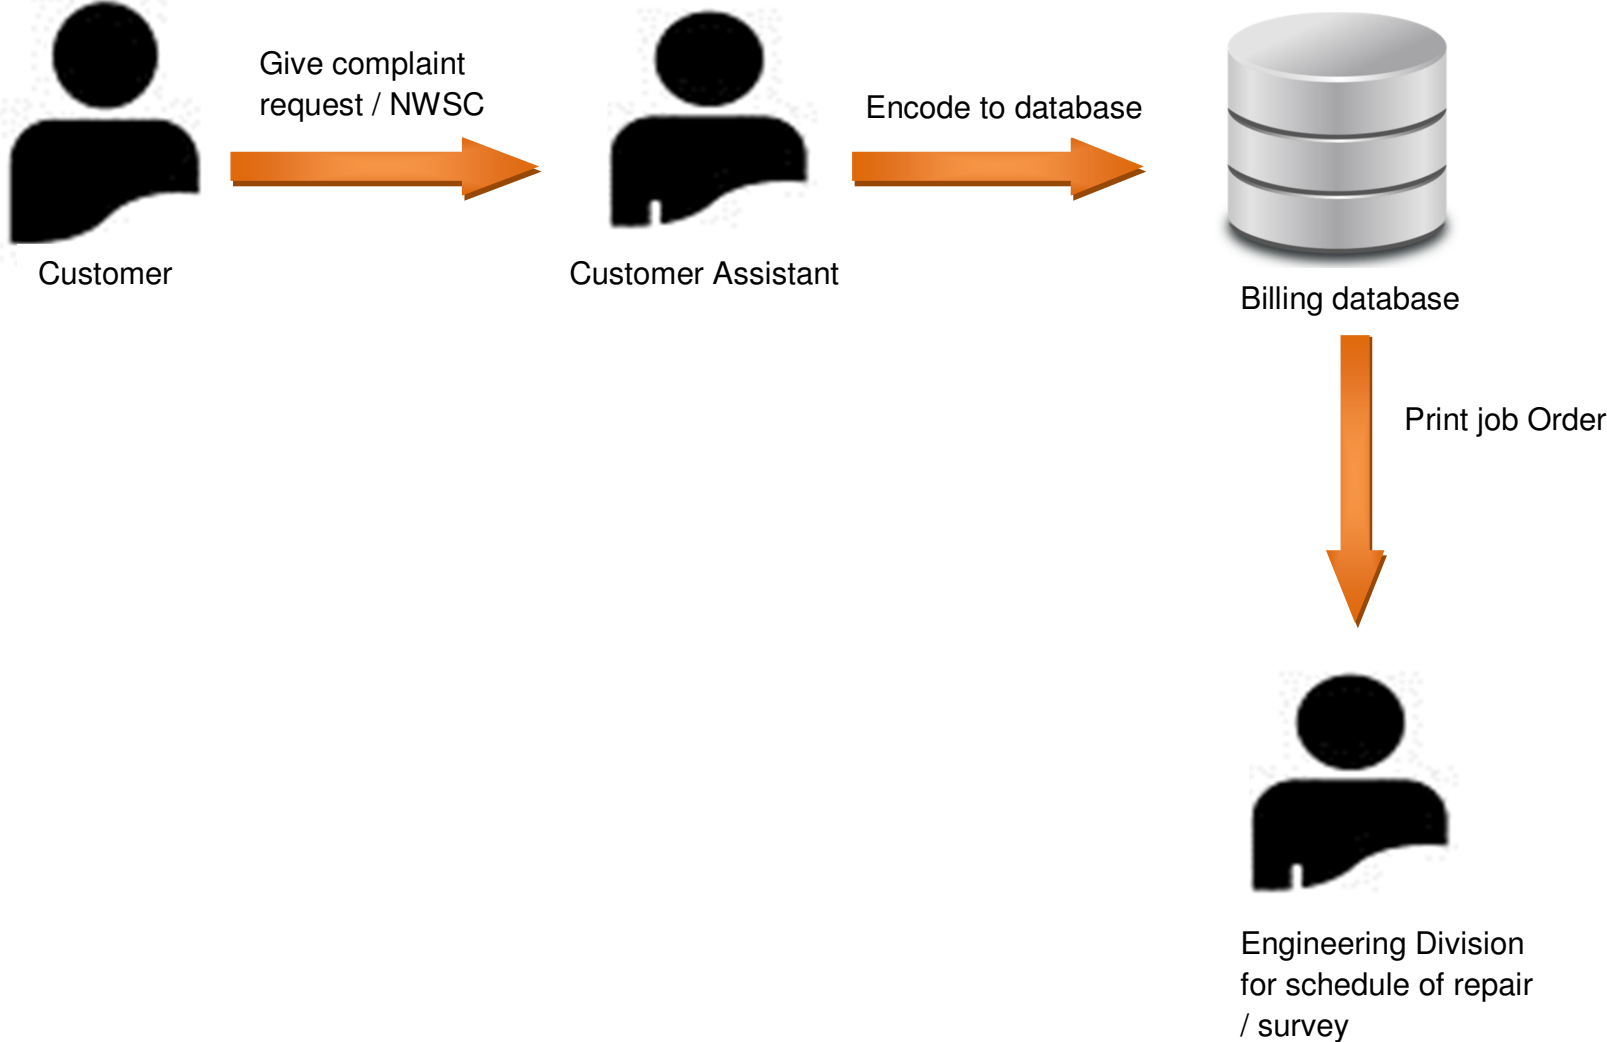 Give complaint
request / NWSC
Encode to database
Customer
Customer Assistant
Billing database
Print job Order
Engineering Division
for schedule of repair
/ survey